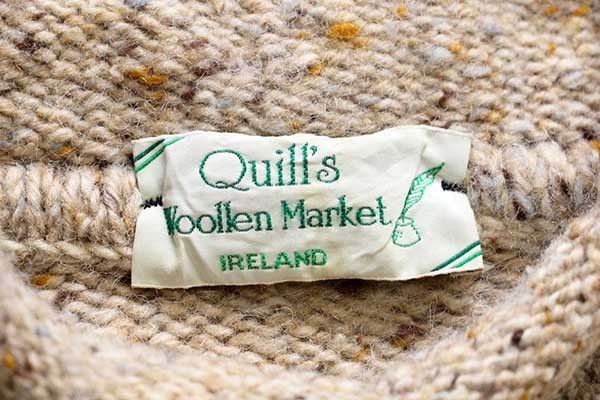 Quill's
Woollen Market
IRELAND